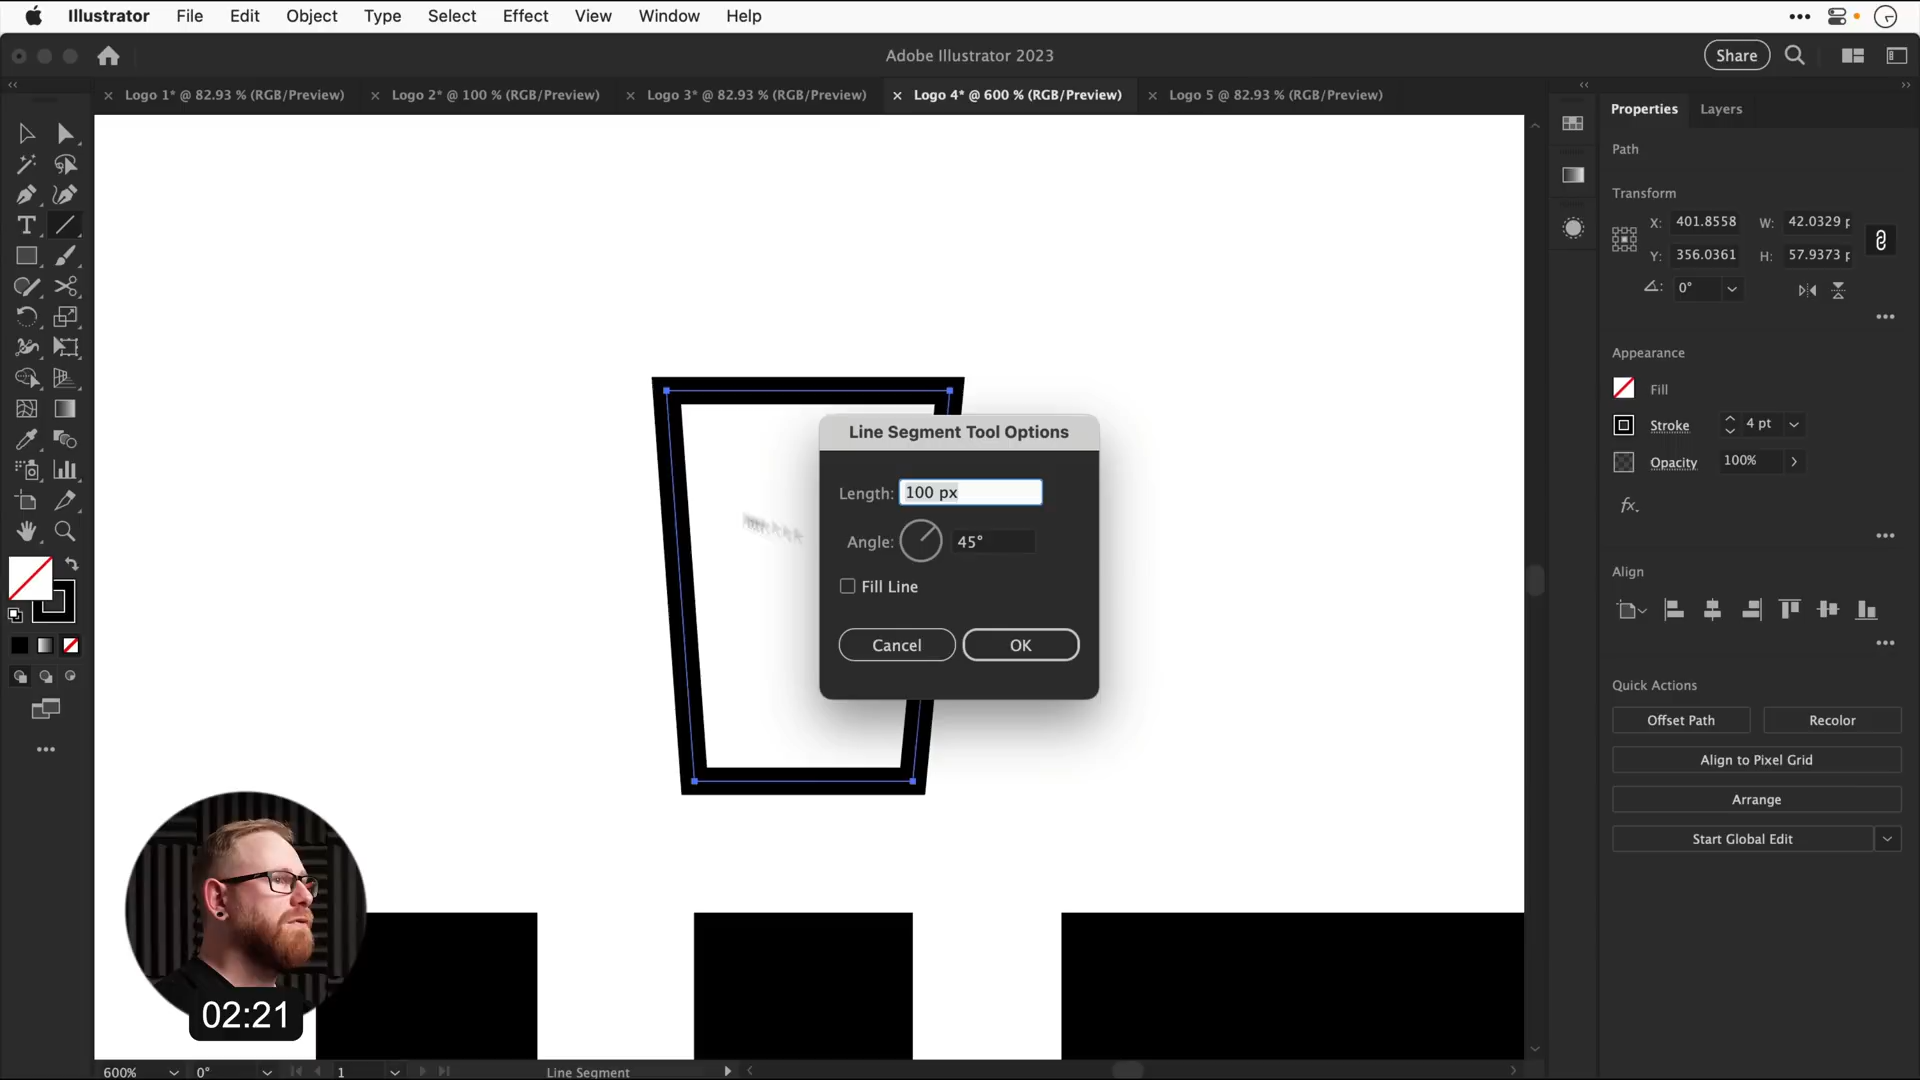 Illustrator File Edit Object Type Select Effect View Window Help
Adobe Illustrator 2023
Share
Logo 1* @ 82.93 % (RGB/Preview)
Logo 2* @ 100 % (RGB/Preview)
Logo 3* @ 82.93 % (RGB/Preview)
Logo 4* @ 600 % (RGB/Preview)
Logo 5 @ 82.93 % (RGB/Preview)
Properties Layers
Path
Transform
X: 401.8558 W: 42.0329 p
Y: 356.0361 H: 57.9373 p
0°
Appearance
Fill
Stroke 4 pt
Opacity 100%
fx.
Align
Quick Actions
Offset Path Recolor
Align to Pixel Grid
Arrange
Start Global Edit
Line Segment Tool Options
Length: 100 px
Angle: 45°
Fill Line
Cancel OK
02:21
600% 0° 1 Line Segment